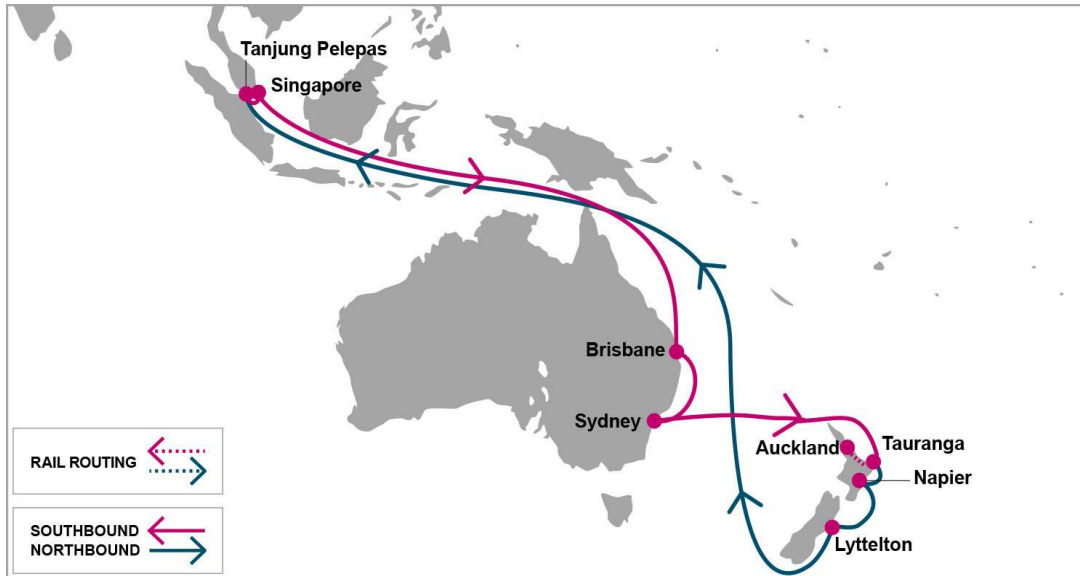 Tanjung Pelepas
Singapore
Brisbane
Sydney
Auckland
Tauranga
Napier
Lyttelton
RAIL ROUTING
SOUTHBOUND
NORTHBOUND